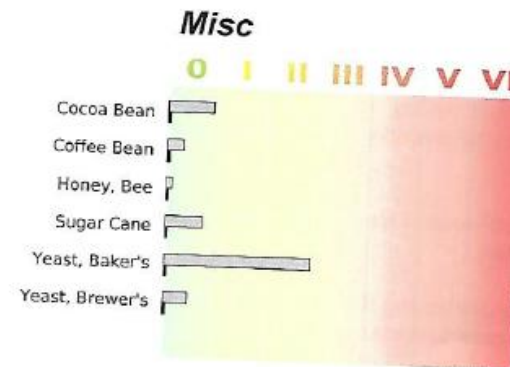 Misc
0 I II III IV V VI
Cocoa Bean
Coffee Bean
Honey, Bee
Sugar Cane
Yeast, Baker's
Yeast, Brewer's